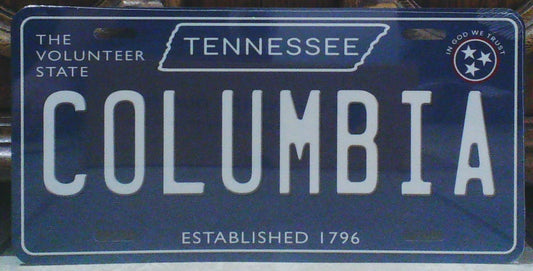 THE
VOLUNTEER
STATE
TENNESSEE
IN GOD WE TRUST
COLUMBIA
ESTABLISHED 1796